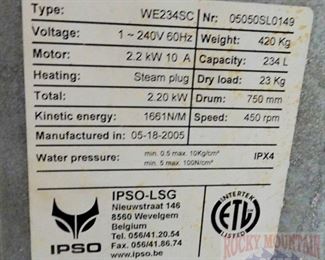 Type: WE234SC Nr: 05050SL0149
Voltage: 1 ~ 240V 60Hz Weight: 420 Kg
Motor: 2.2 kW 10 A Capacity: 234 L
Heating: Steam plug Dry load: 23 Kg
Total: 2.20 kW Drum: 750 mm
Kinetic energy: 1661N/M Speed: 450 rpm
Manufactured in: 05-18-2005
Water pressure: min. 0.5 max. 10Kg/cm² IPX4
min. 5 max. 100N/cm²
IPSO-LSG
Nieuwstraat 146
8560 Wevelgem
Belgium
Tel. 056/41.20.54
Fax. 056/41.86.74
www.ipso.be
IPSO
INTERTEK
ETL
LISTED
ROCKY MOUNTAIN